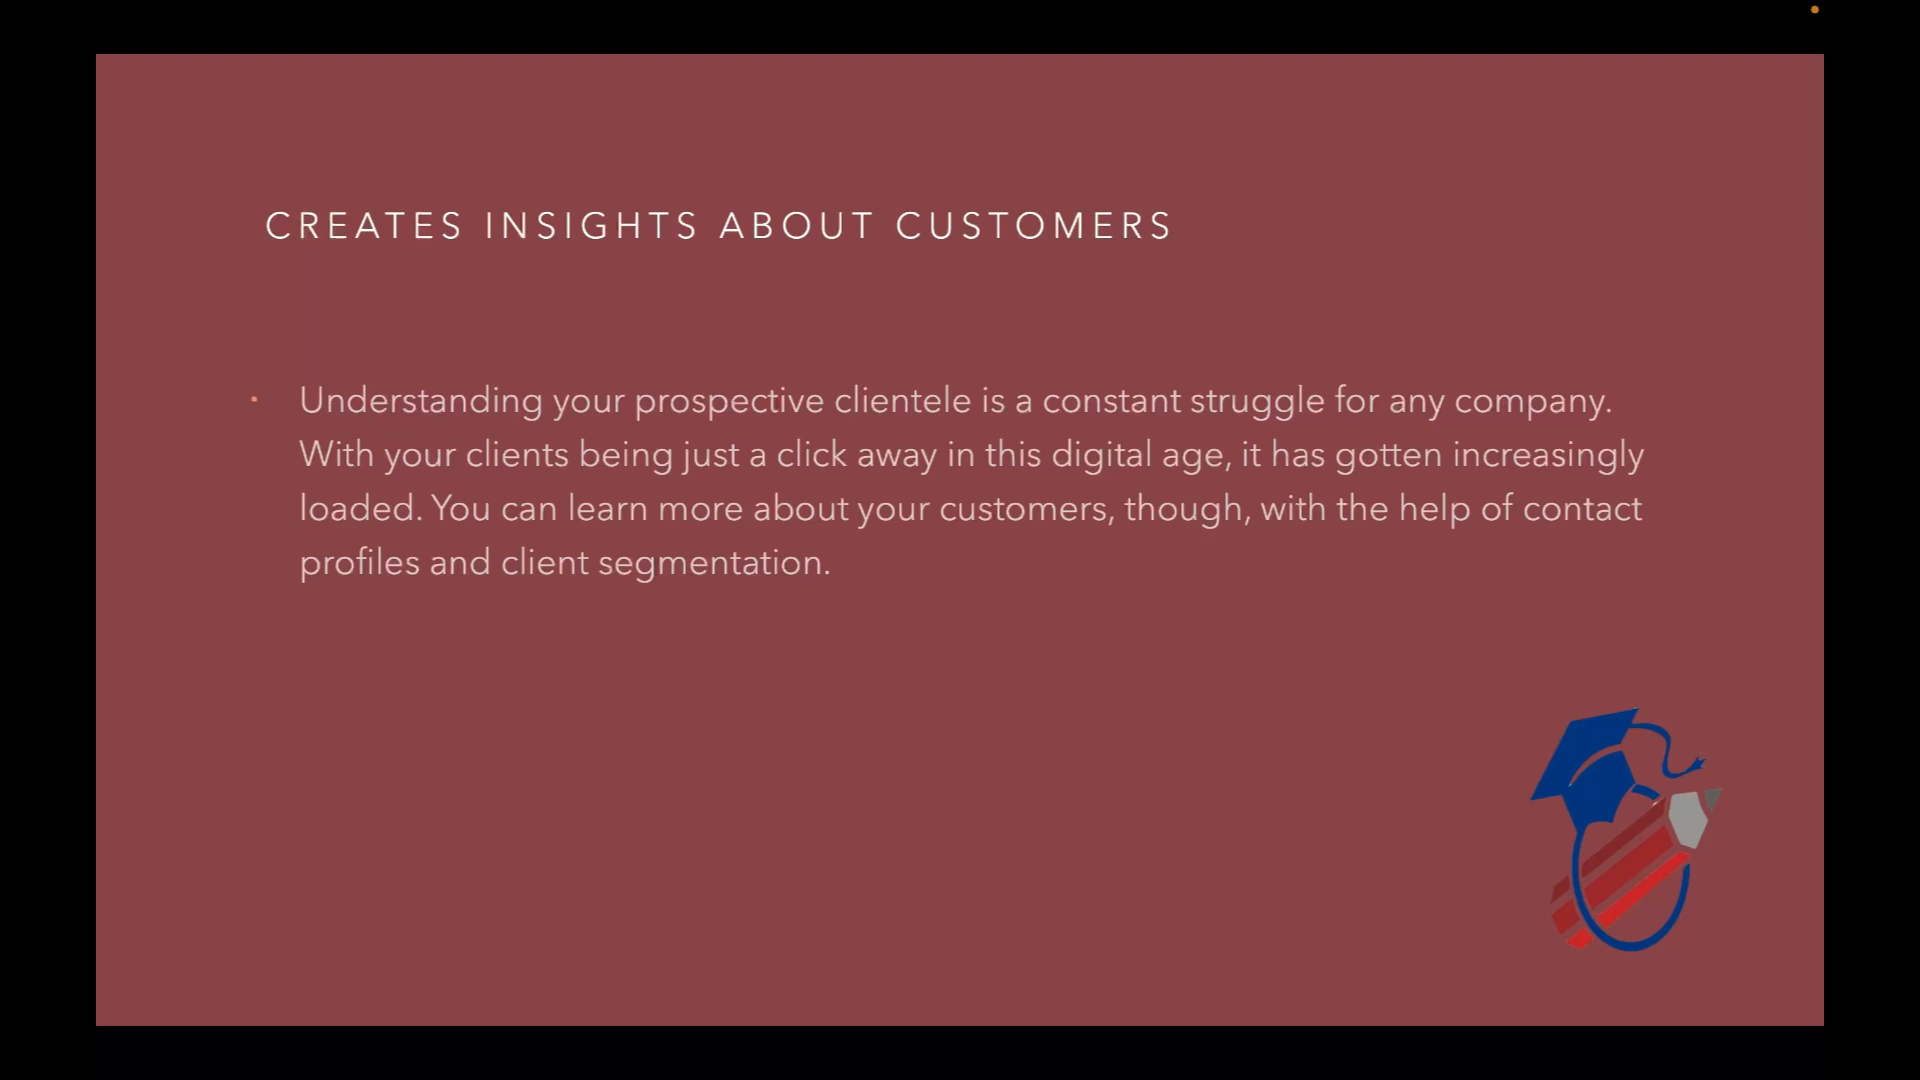 CREATES INSIGHTS ABOUT CUSTOMERS
Understanding your prospective clientele is a constant struggle for any company.
With your clients being just a click away in this digital age, it has gotten increasingly
loaded. You can learn more about your customers, though, with the help of contact
profiles and client segmentation.